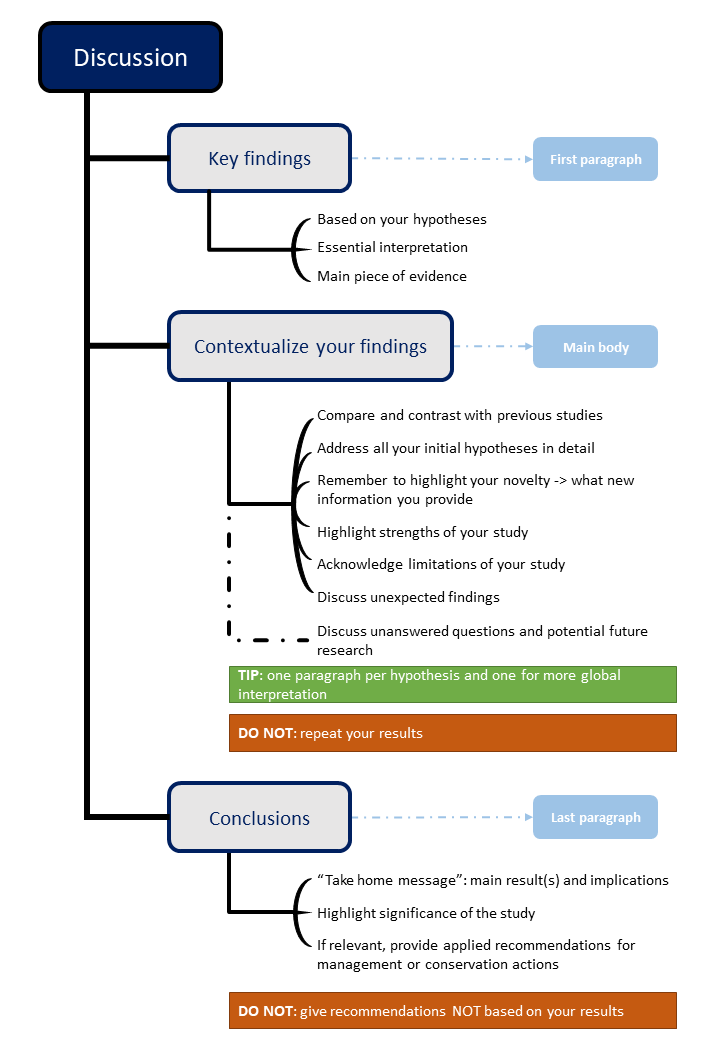 Discussion
Key findings
First paragraph
Based on your hypotheses
Essential interpretation
Main piece of evidence
Contextualize your findings
Main body
Compare and contrast with previous studies
Address all your initial hypotheses in detail
Remember to highlight your novelty -> what new
information you provide
Highlight strengths of your study
Acknowledge limitations of your study
Discuss unexpected findings
Discuss unanswered questions and potential future
research
TIP: one paragraph per hypothesis and one for more global
interpretation
DO NOT: repeat your results
Conclusions
Last paragraph
“Take home message”: main result(s) and implications
Highlight significance of the study
If relevant, provide applied recommendations for
management or conservation actions
DO NOT: give recommendations NOT based on your results